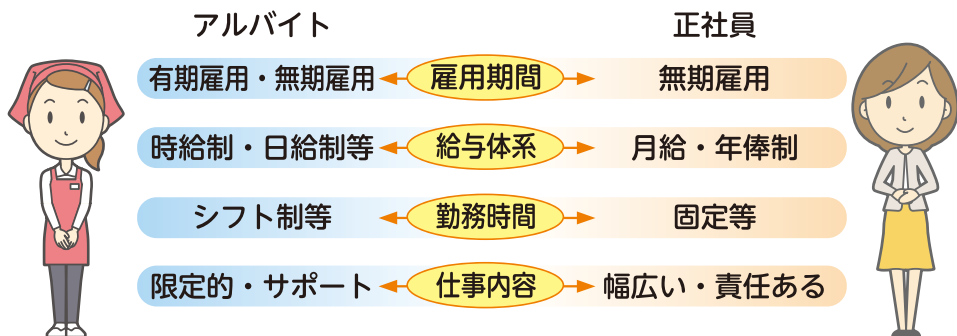 アルバイト 正社員
有期雇用・無期雇用 雇用期間 無期雇用
時給制・日給制等 給与体系 月給・年俸制
シフト制等 勤務時間 固定等
限定的・サポート 仕事内容 幅広い・責任ある